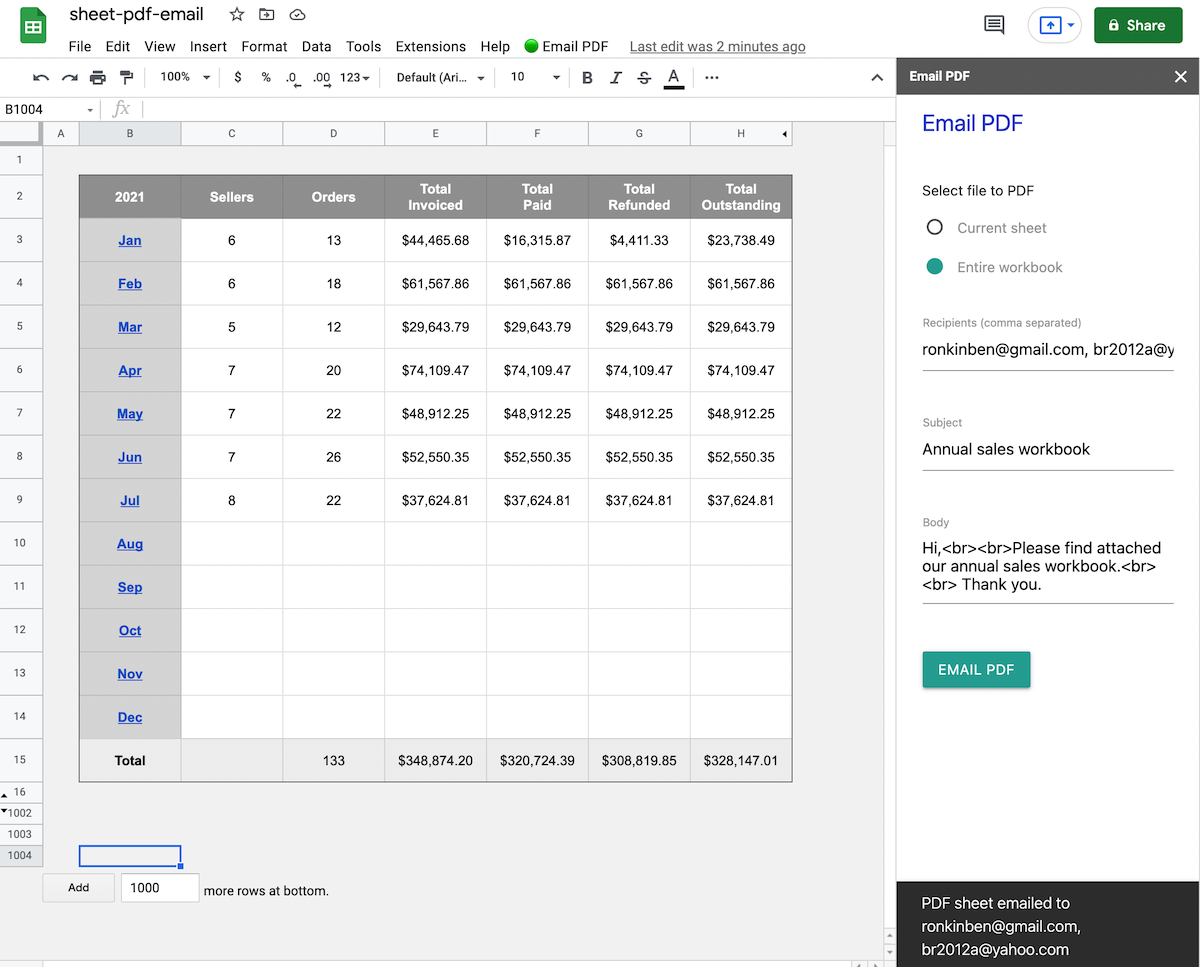 sheet-pdf-email
File Edit View Insert Format Data Tools Extensions Help Email PDF Last edit was 2 minutes ago
Share
100% $ % .0 .00 123 Default (Ari... 10 B I S A
B1004 fx
A B C D E F G H
1
2 2021 Sellers Orders Total Invoiced Total Paid Total Refunded Total Outstanding
3 Jan 6 13 $44,465.68 $16,315.87 $4,411.33 $23,738.49
4 Feb 6 18 $61,567.86 $61,567.86 $61,567.86 $61,567.86
5 Mar 5 12 $29,643.79 $29,643.79 $29,643.79 $29,643.79
6 Apr 7 20 $74,109.47 $74,109.47 $74,109.47 $74,109.47
7 May 7 22 $48,912.25 $48,912.25 $48,912.25 $48,912.25
8 Jun 7 26 $52,550.35 $52,550.35 $52,550.35 $52,550.35
9 Jul 8 22 $37,624.81 $37,624.81 $37,624.81 $37,624.81
10 Aug
11 Sep
12 Oct
13 Nov
14 Dec
15 Total 133 $348,874.20 $320,724.39 $308,819.85 $328,147.01
16
1002
1003
1004
Add 1000 more rows at bottom.
Email PDF
Email PDF
Select file to PDF
Current sheet
Entire workbook
Recipients (comma separated)
ronkinben@gmail.com, br2012a@y
Subject
Annual sales workbook
Body
Hi,<br><br>Please find attached
our annual sales workbook.<br>
<br> Thank you.
EMAIL PDF
PDF sheet emailed to
ronkinben@gmail.com,
br2012a@yahoo.com